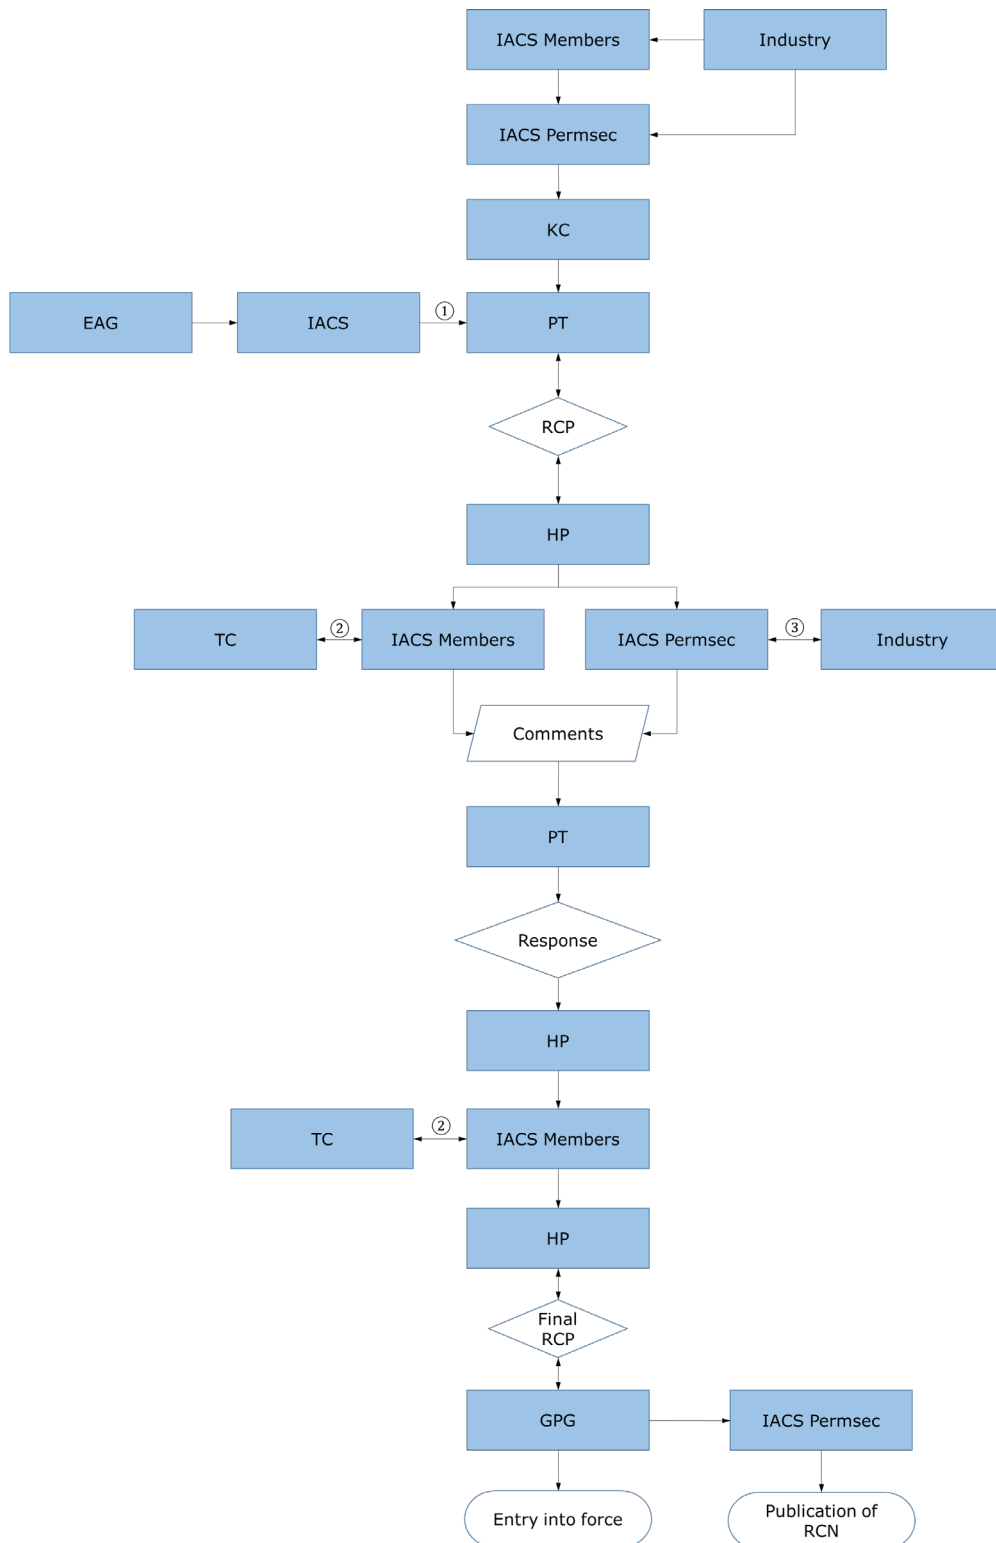 IACS Members
Industry
IACS Permsec
KC
EAG
IACS
①
PT
RCP
HP
TC
②
IACS Members
IACS Permsec
③
Industry
Comments
PT
Response
HP
TC
②
IACS Members
HP
Final
RCP
GPG
IACS Permsec
Entry into force
Publication of
RCN